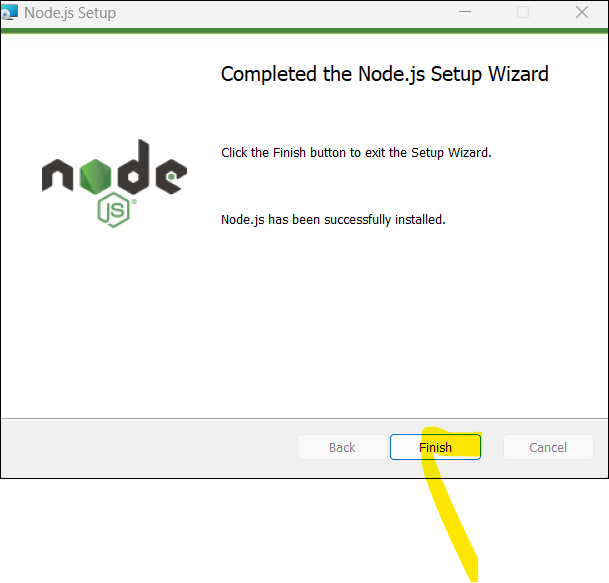 Node.js Setup
Completed the Node.js Setup Wizard
Click the Finish button to exit the Setup Wizard.
node
JS®
Node.js has been successfully installed.
Back
Finish
Cancel